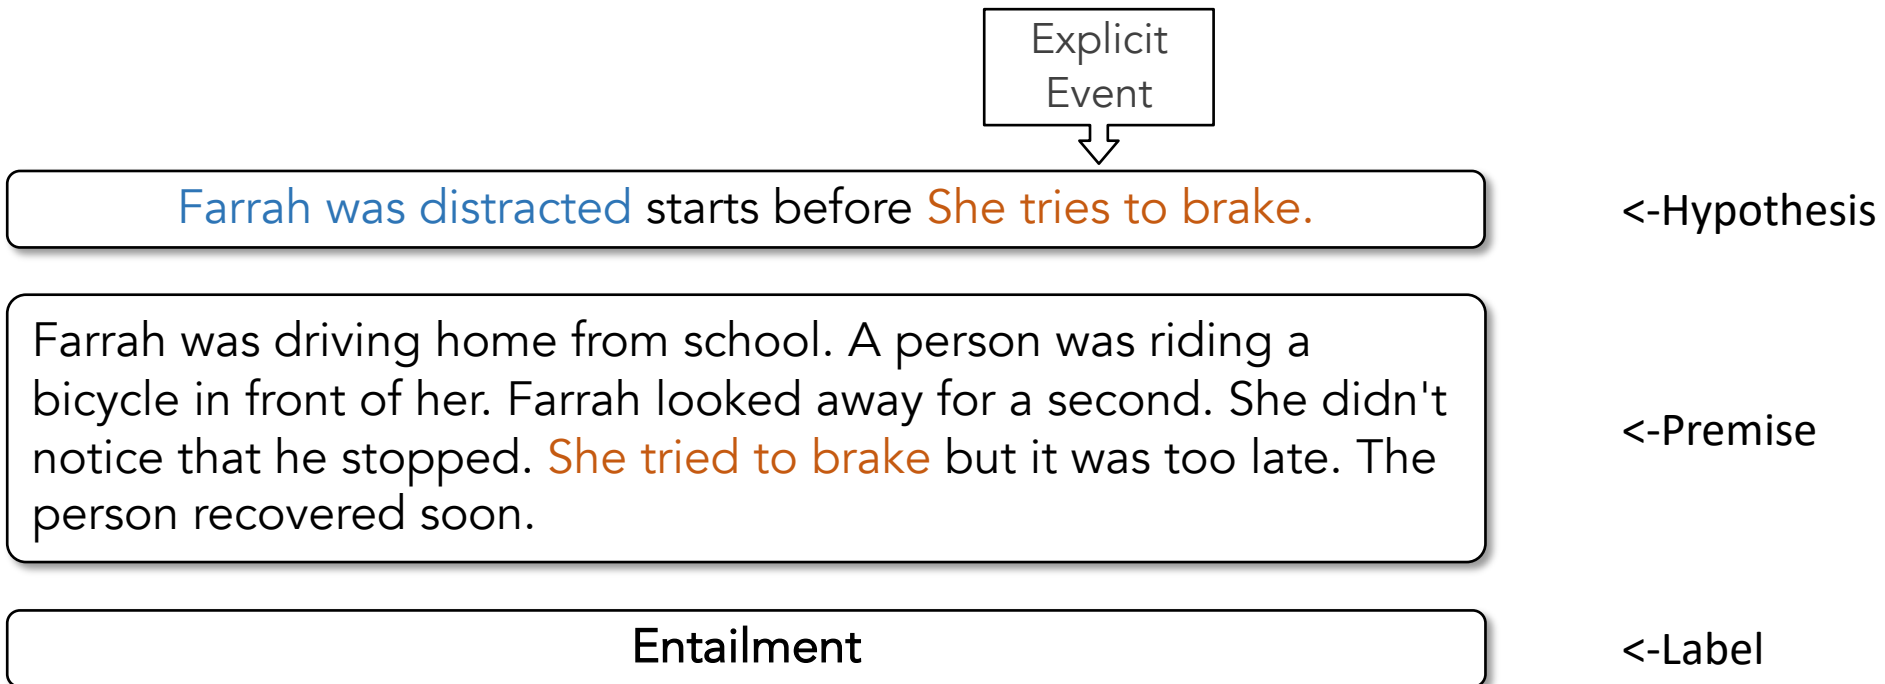 Explicit
Event
Farrah was distracted starts before She tries to brake.
<-Hypothesis
Farrah was driving home from school. A person was riding a
bicycle in front of her. Farrah looked away for a second. She didn't
notice that he stopped. She tried to brake but it was too late. The
person recovered soon.
<-Premise
Entailment
<-Label